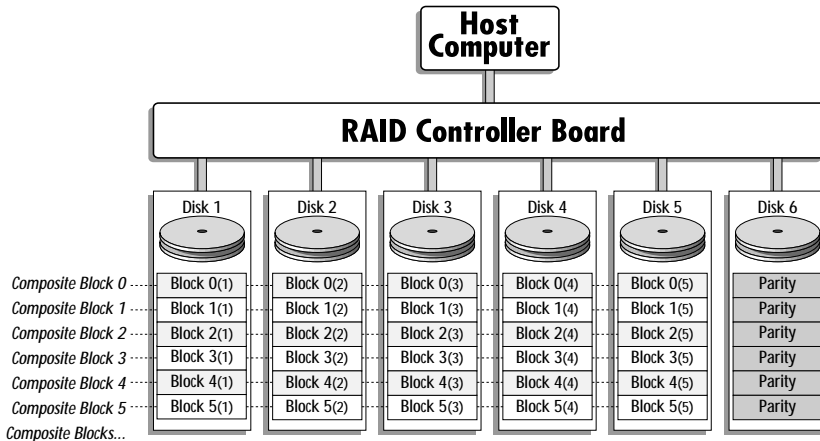 Host
Computer
RAID Controller Board
Disk 1 Disk 2 Disk 3 Disk 4 Disk 5 Disk 6
Composite Block 0 Block 0(1) Block 0(2) Block 0(3) Block 0(4) Block 0(5) Parity
Composite Block 1 Block 1(1) Block 1(2) Block 1(3) Block 1(4) Block 1(5) Parity
Composite Block 2 Block 2(1) Block 2(2) Block 2(3) Block 2(4) Block 2(5) Parity
Composite Block 3 Block 3(1) Block 3(2) Block 3(3) Block 3(4) Block 3(5) Parity
Composite Block 4 Block 4(1) Block 4(2) Block 4(3) Block 4(4) Block 4(5) Parity
Composite Block 5 Block 5(1) Block 5(2) Block 5(3) Block 5(4) Block 5(5) Parity
Composite Blocks...